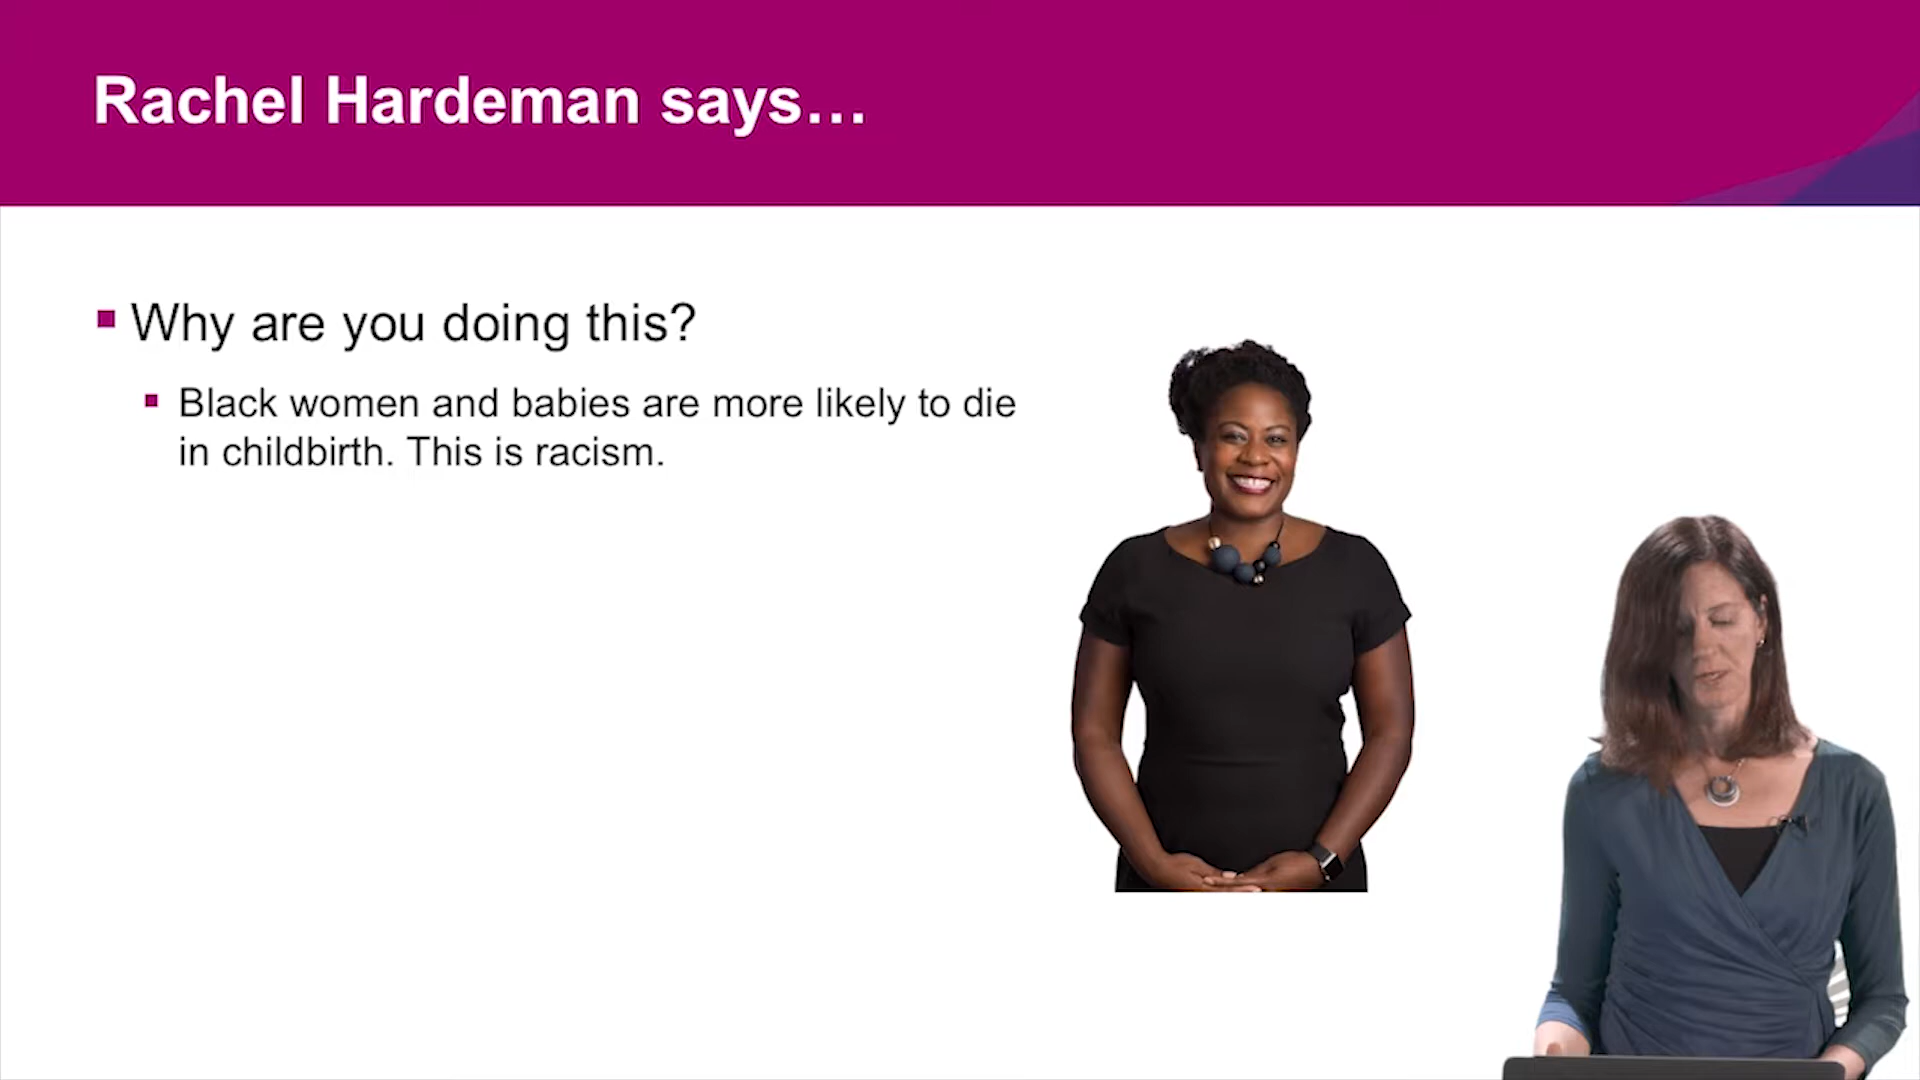 Rachel Hardeman says…
Why are you doing this?
Black women and babies are more likely to die
in childbirth. This is racism.